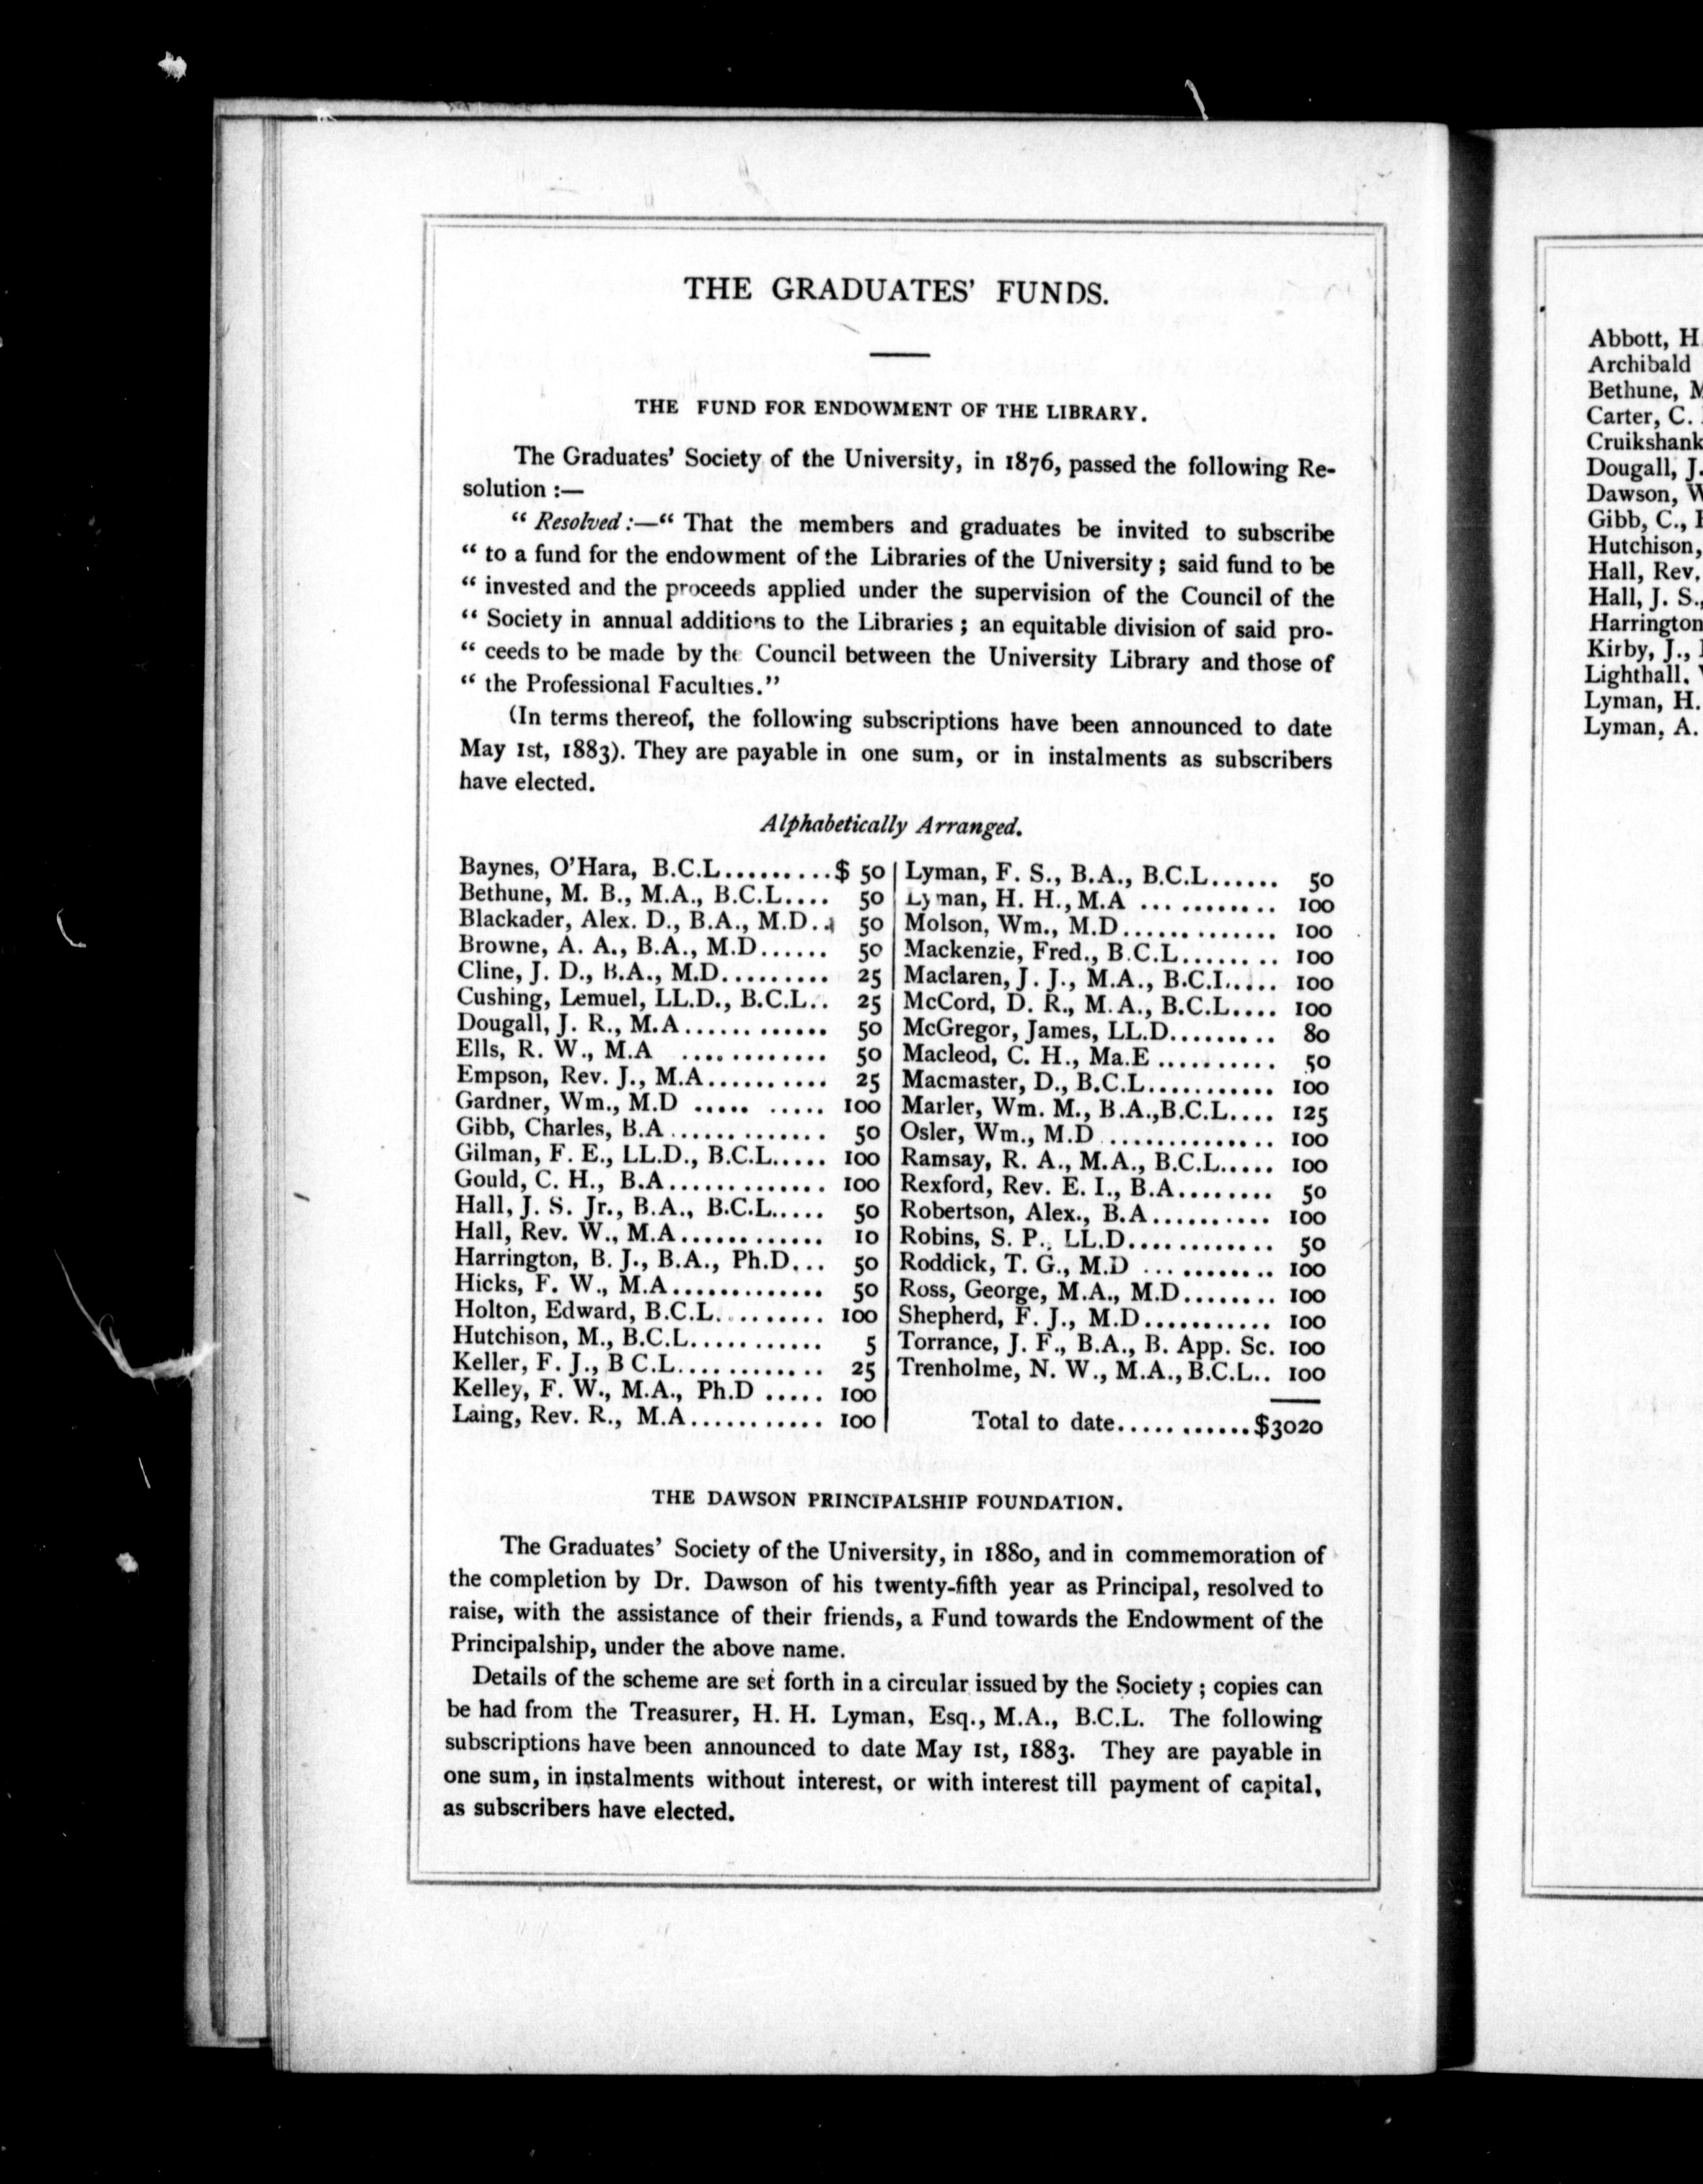 THE GRADUATES' FUNDS.
THE FUND FOR ENDOWMENT OF THE LIBRARY.
The Graduates' Society of the University, in 1876, passed the following Re-
solution :—
“ Resolved :—“ That the members and graduates be invited to subscribe
“ to a fund for the endowment of the Libraries of the University ; said fund to be
“ invested and the proceeds applied under the supervision of the Council of the
“ Society in annual additions to the Libraries ; an equitable division of said pro-
“ ceeds to be made by the Council between the University Library and those of
“ the Professional Faculties.”
(In terms thereof, the following subscriptions have been announced to date
May 1st, 1883). They are payable in one sum, or in instalments as subscribers
have elected.
Alphabetically Arranged.
Baynes, O'Hara, B.C.L.........$ 50
Bethune, M. B., M.A., B.C.L.... 50
Blackader, Alex. D., B.A., M.D.. 50
Browne, A. A., B.A., M.D...... 50
Cline, J. D., B.A., M.D......... 25
Cushing, Lemuel, LL.D., B.C.L.. 25
Dougall, J. R., M.A............ 50
Ells, R. W., M.A ............ 50
Empson, Rev. J., M.A.......... 25
Gardner, Wm., M.D ..... ..... 100
Gibb, Charles, B.A............. 50
Gilman, F. E., LL.D., B.C.L..... 100
Gould, C. H., B.A............. 100
Hall, J. S. Jr., B.A., B.C.L..... 50
Hall, Rev. W., M.A............ 10
Harrington, B. J., B.A., Ph.D... 50
Hicks, F. W., M.A............. 50
Holton, Edward, B.C.L......... 100
Hutchison, M., B.C.L........... 5
Keller, F. J., B C.L............ 25
Kelley, F. W., M.A., Ph.D ..... 100
Laing, Rev. R., M.A........... 100
Lyman, F. S., B.A., B.C.L...... 50
Lyman, H. H., M.A ... ........ 100
Molson, Wm., M.D............. 100
Mackenzie, Fred., B.C.L........ 100
Maclaren, J. J., M.A., B.C.L..... 100
McCord, D. R., M.A., B.C.L.... 100
McGregor, James, LL.D......... 80
Macleod, C. H., Ma.E .......... 50
Macmaster, D., B.C.L........... 100
Marler, Wm. M., B.A.,B.C.L.... 125
Osler, Wm., M.D .............. 100
Ramsay, R. A., M.A., B.C.L..... 100
Rexford, Rev. E. I., B.A........ 50
Robertson, Alex., B.A.......... 100
Robins, S. P., LL.D............ 50
Roddick, T. G., M.D ... ........ 100
Ross, George, M.A., M.D........ 100
Shepherd, F. J., M.D........... 100
Torrance, J. F., B.A., B. App. Sc. 100
Trenholme, N. W., M.A., B.C.L.. 100
Total to date............$3020
THE DAWSON PRINCIPALSHIP FOUNDATION.
The Graduates' Society of the University, in 1880, and in commemoration of
the completion by Dr. Dawson of his twenty-fifth year as Principal, resolved to
raise, with the assistance of their friends, a Fund towards the Endowment of the
Principalship, under the above name.
Details of the scheme are set forth in a circular issued by the Society ; copies can
be had from the Treasurer, H. H. Lyman, Esq., M.A., B.C.L. The following
subscriptions have been announced to date May 1st, 1883. They are payable in
one sum, in instalments without interest, or with interest till payment of capital,
as subscribers have elected.
Abbott, H.
Archibald
Bethune, M
Carter, C.
Cruikshank
Dougall, J.
Dawson, W
Gibb, C.,
Hutchison,
Hall, Rev.
Hall, J. S.,
Harrington
Kirby, J.,
Lighthall,
Lyman, H.
Lyman, A.